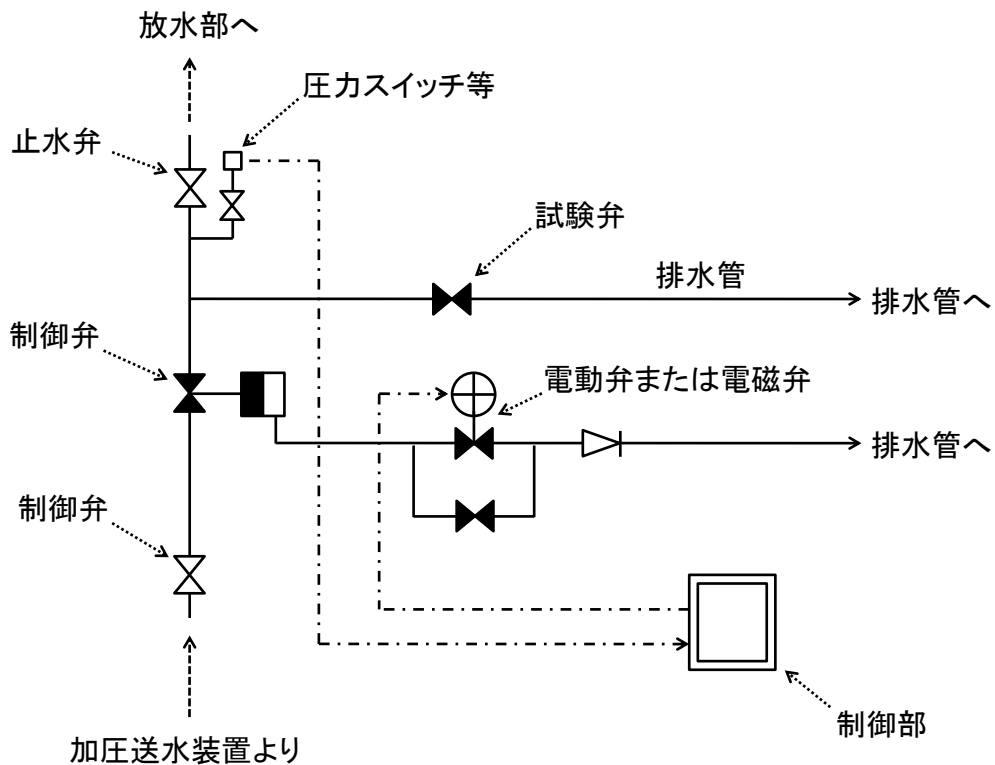 放水部へ
圧力スイッチ等
止水弁
試験弁
排水管
排水管へ
制御弁
電動弁または電磁弁
排水管へ
制御弁
制御部
加圧送水装置より